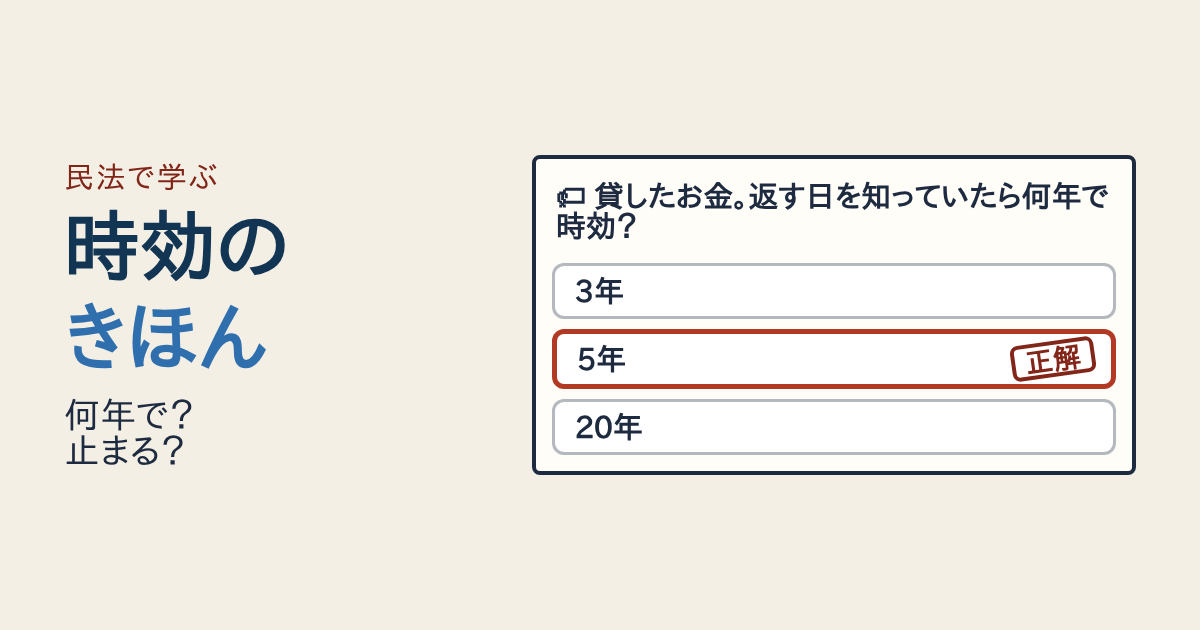 民法で学ぶ
時効の
きほん
何年で？
止まる？
貸したお金。返す日を知っていたら何年で
時効？
3年
5年
正解
20年